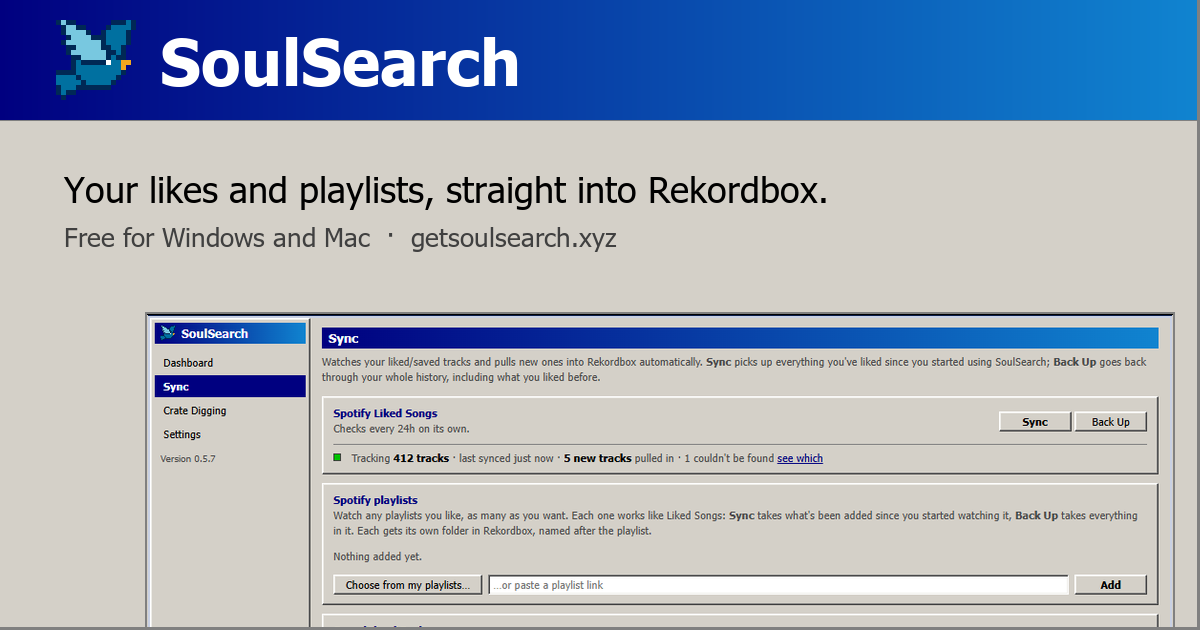 SoulSearch
Your likes and playlists, straight into Rekordbox.
Free for Windows and Mac · getsoulsearch.xyz
SoulSearch
Dashboard
Sync
Crate Digging
Settings
Version 0.5.7
Sync
Watches your liked/saved tracks and pulls new ones into Rekordbox automatically. Sync picks up everything you've liked since you started using SoulSearch; Back Up goes back
through your whole history, including what you liked before.
Spotify Liked Songs
Checks every 24h on its own.
Sync
Back Up
Tracking 412 tracks · last synced just now · 5 new tracks pulled in · 1 couldn't be found see which
Spotify playlists
Watch any playlists you like, as many as you want. Each one works like Liked Songs: Sync takes what's been added since you started watching it, Back Up takes everything
in it. Each gets its own folder in Rekordbox, named after the playlist.
Nothing added yet.
Choose from my playlists...
...or paste a playlist link
Add